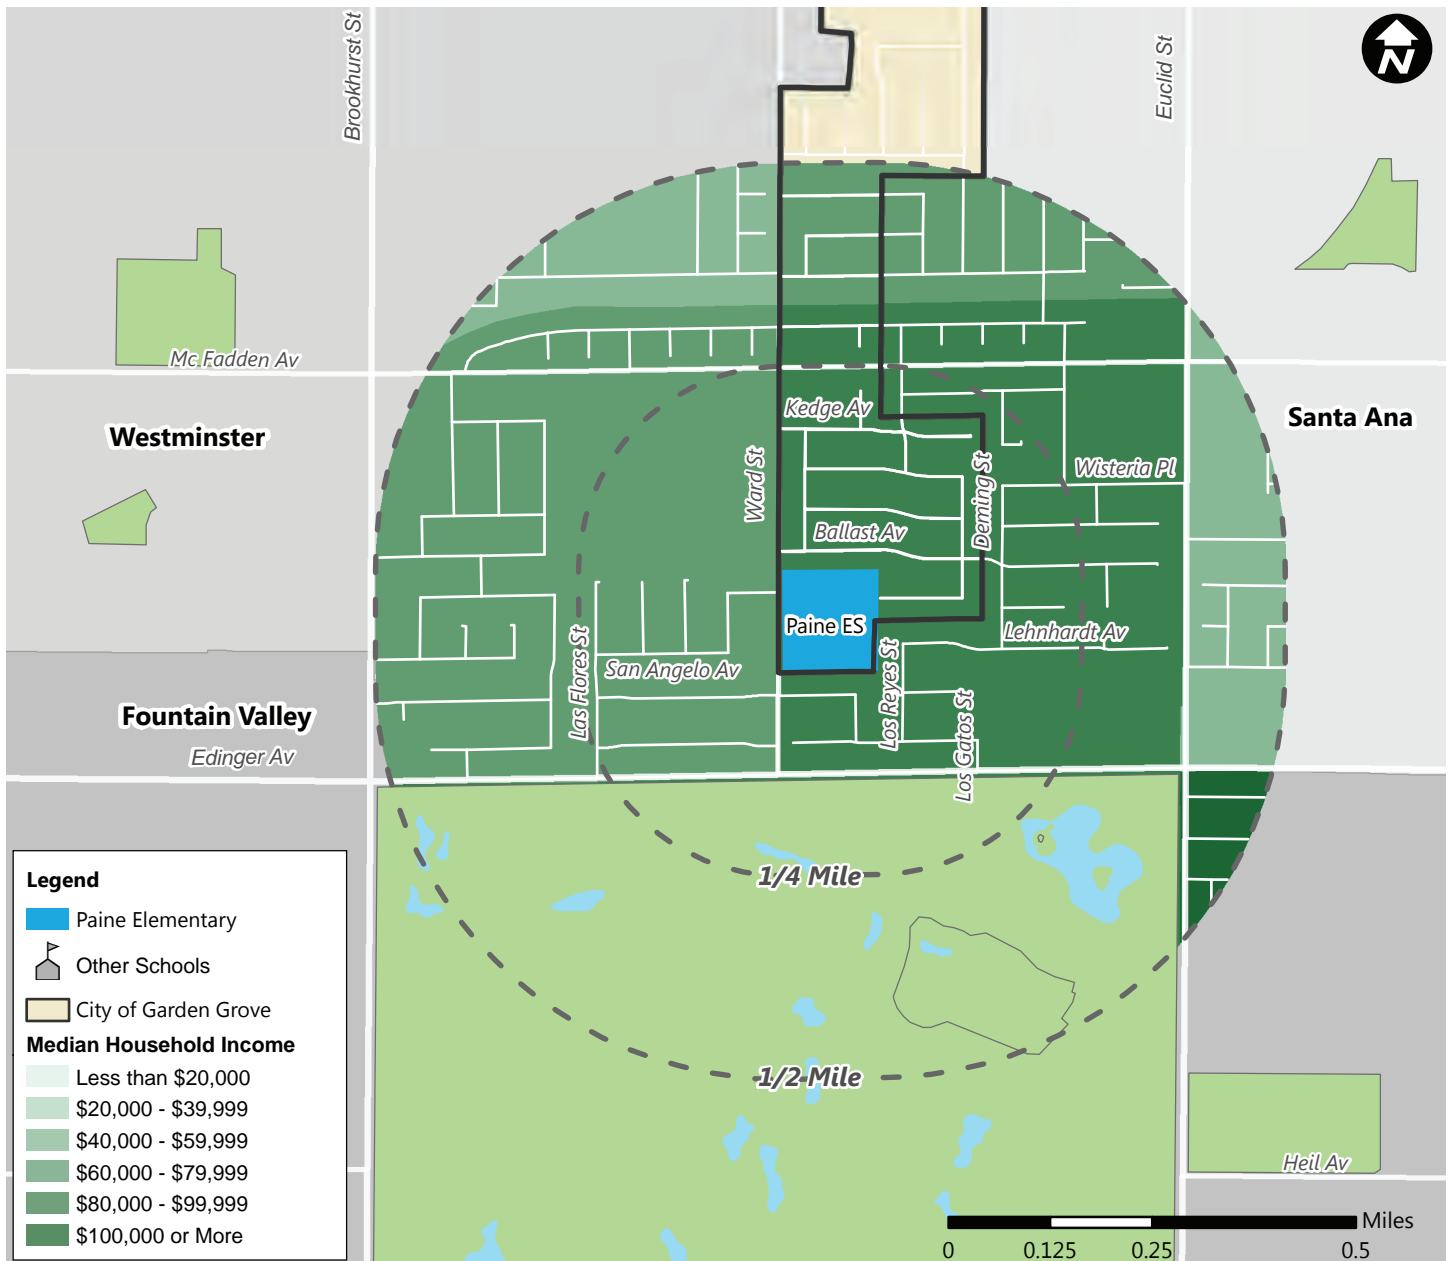 Brookhurst St
Euclid St
N
Mc Fadden Av
Westminster
Kedge Av
Santa Ana
Ward St
Deming St
Wisteria Pl
Ballast Av
Paine ES
Lehnhardt Av
Las Flores St
San Angelo Av
Los Reyes St
Los Gatos St
Fountain Valley
Edinger Av
1/4 Mile
1/2 Mile
Heil Av
Legend
Paine Elementary
Other Schools
City of Garden Grove
Median Household Income
Less than $20,000
$20,000 - $39,999
$40,000 - $59,999
$60,000 - $79,999
$80,000 - $99,999
$100,000 or More
Miles
0 0.125 0.25 0.5